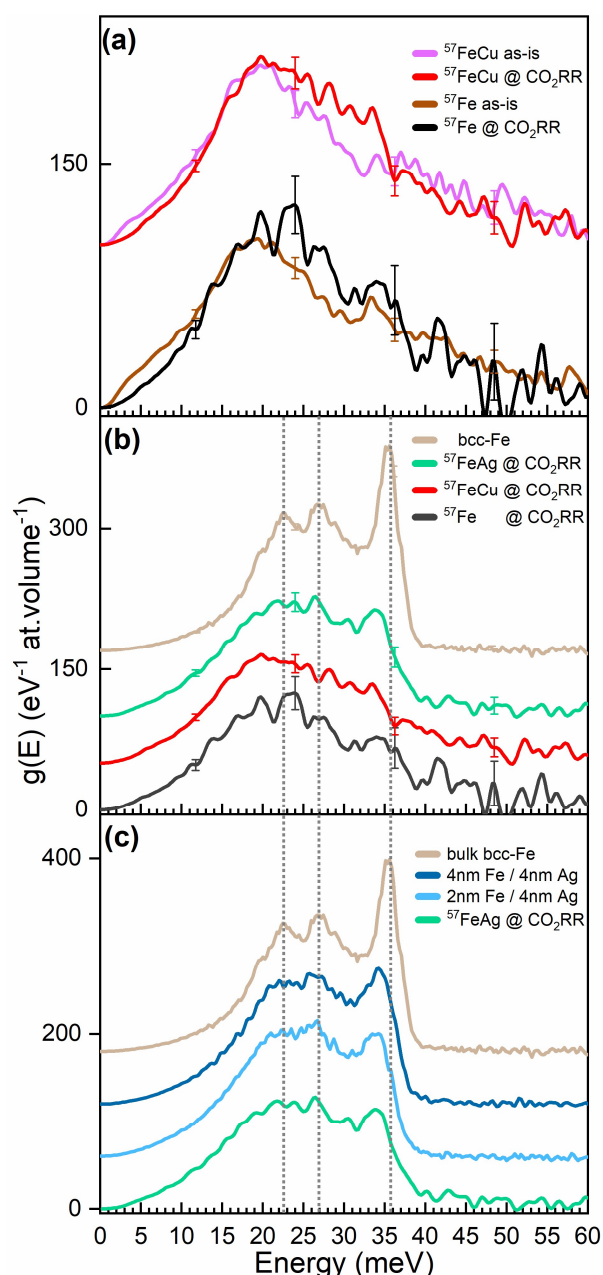 (a)
⁵⁷FeCu as-is
⁵⁷FeCu @ CO₂RR
⁵⁷Fe as-is
⁵⁷Fe @ CO₂RR
150
0
(b)
bcc-Fe
⁵⁷FeAg @ CO₂RR
⁵⁷FeCu @ CO₂RR
⁵⁷Fe @ CO₂RR
300
150
0
g(E) (eV⁻¹ at.volume⁻¹)
(c)
bulk bcc-Fe
4nm Fe / 4nm Ag
2nm Fe / 4nm Ag
⁵⁷FeAg @ CO₂RR
400
200
0
0 5 10 15 20 25 30 35 40 45 50 55 60
Energy (meV)